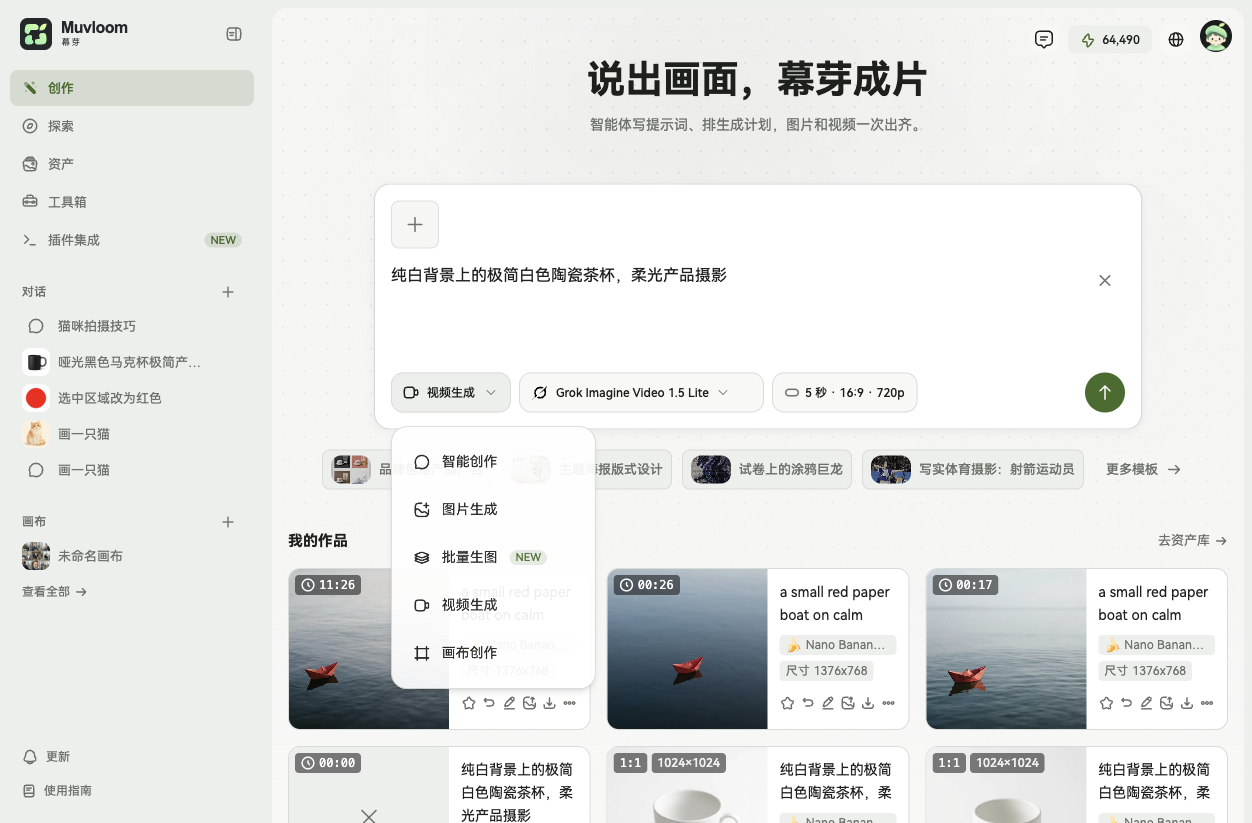 Muvloom
幕芽
创作
探索
资产
工具箱
插件集成 NEW
对话
猫咪拍摄技巧
哑光黑色马克杯极简产…
选中区域改为红色
画一只猫
画一只猫
画布
未命名画布
查看全部
更新
使用指南
64,490
说出画面，幕芽成片
智能体写提示词、排生成计划，图片和视频一次出齐。
纯白背景上的极简白色陶瓷茶杯，柔光产品摄影
视频生成
Grok Imagine Video 1.5 Lite
5 秒 · 16:9 · 720p
智能创作
图片生成
批量生图 NEW
视频生成
画布创作
试卷上的涂鸦巨龙
写实体育摄影：射箭运动员
更多模板
我的作品
去资产库
11:26
a small red paper
boat on calm
尺寸 1376x768
00:26
a small red paper
boat on calm
Nano Banan...
尺寸 1376x768
00:17
a small red paper
boat on calm
Nano Banan...
尺寸 1376x768
00:00
纯白背景上的极简
白色陶瓷茶杯，柔
光产品摄影
1:1 1024×1024
纯白背景上的极简
白色陶瓷茶杯，柔
Nano Banan...
1:1 1024×1024
纯白背景上的极简
白色陶瓷茶杯，柔
Nano Banan...